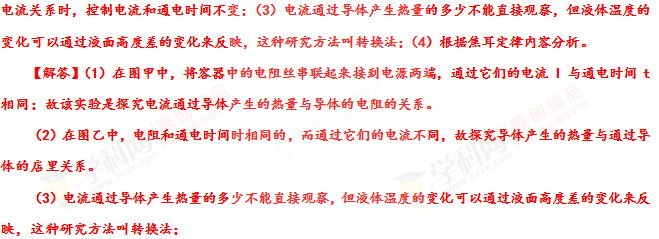 电流关系时，控制电流和通电时间不变；（3）电流通过导体产生热量的多少不能直接观察，但液体温度的
变化可以通过液面高度差的变化来反映，这种研究方法叫转换法；（4）根据焦耳定律内容分析。
【解答】（1）在图甲中，将容器中的电阻丝串联起来接到电源两端，通过它们的电流 I 与通电时间 t
相同；故该实验是探究电流通过导体产生的热量与导体的电阻的关系。
（2）在图乙中，电阻和通电时间时相同的，而通过它们的电流不同，故探究导体产生的热量与通过导
体的店里关系。
（3）电流通过导体产生热量的多少不能直接观察，但液体温度的变化可以通过液面高度差的变化来反
映，这种研究方法叫转换法；